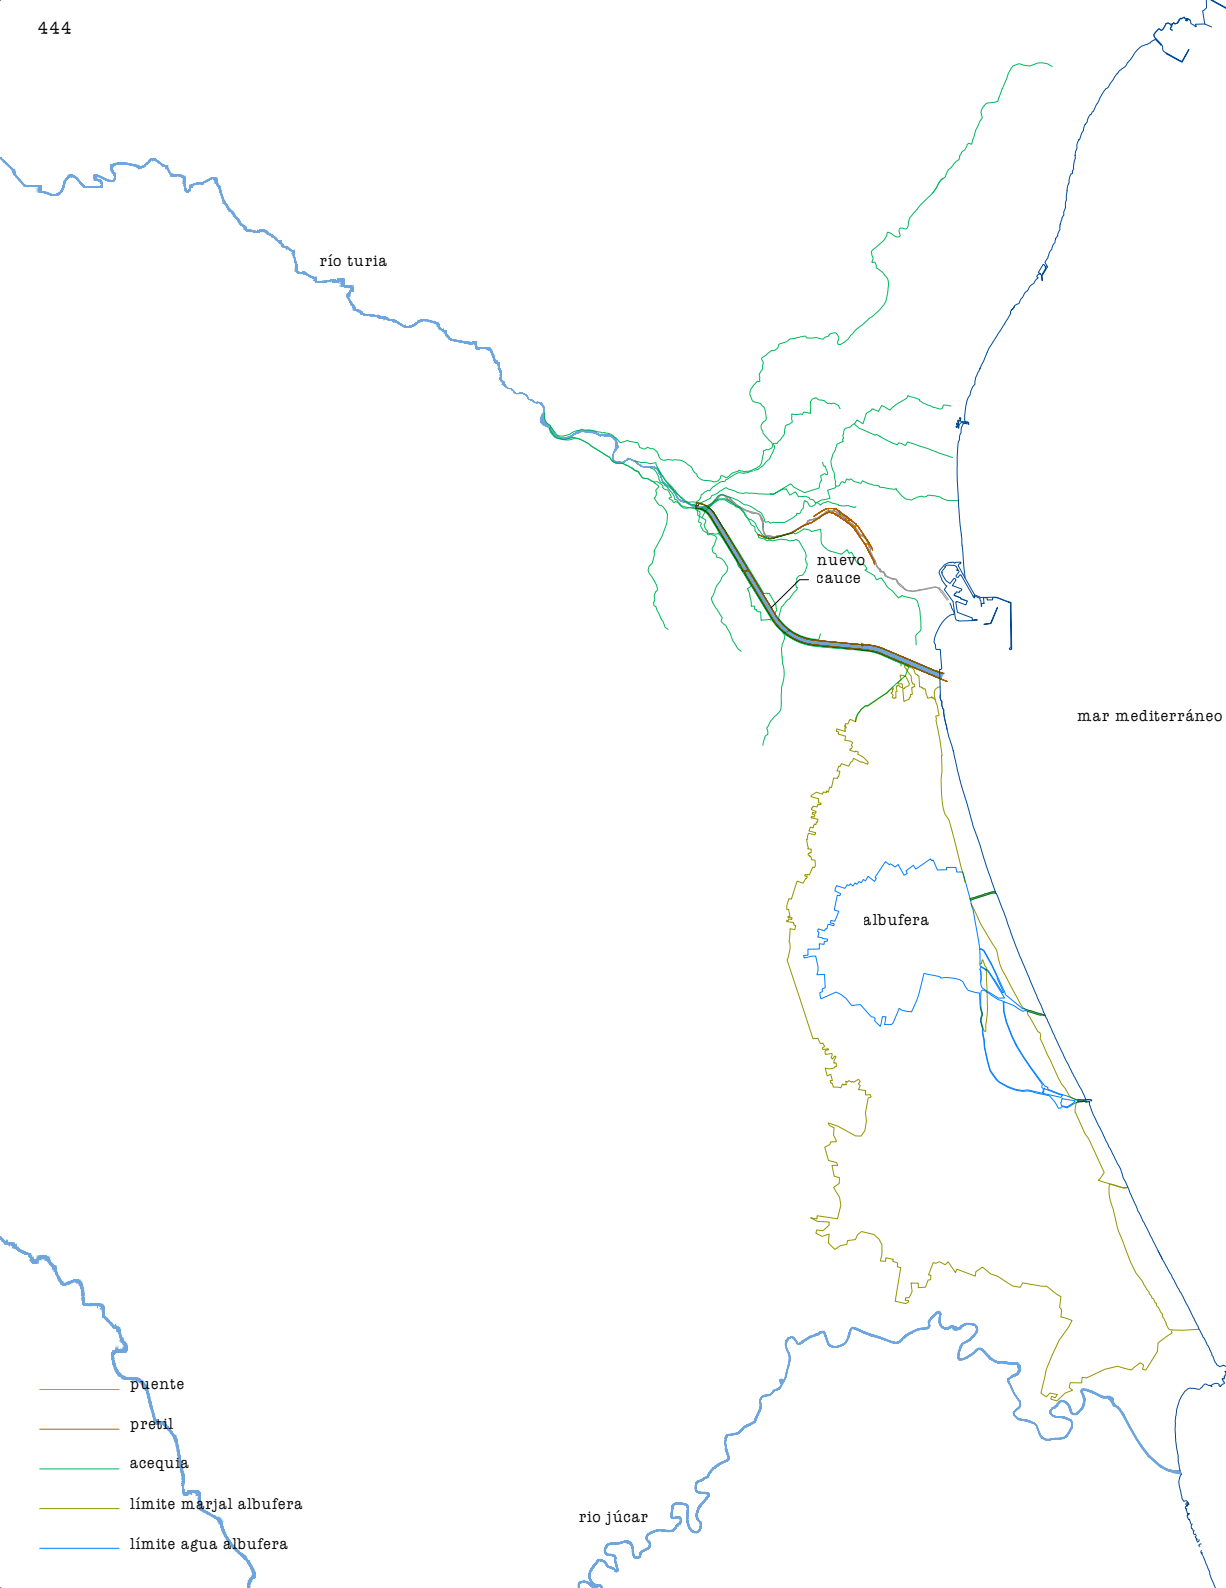 444
río turia
nuevo
cauce
mar mediterráneo
albufera
puente
pretil
acequia
límite marjal albufera
rio júcar
límite agua albufera